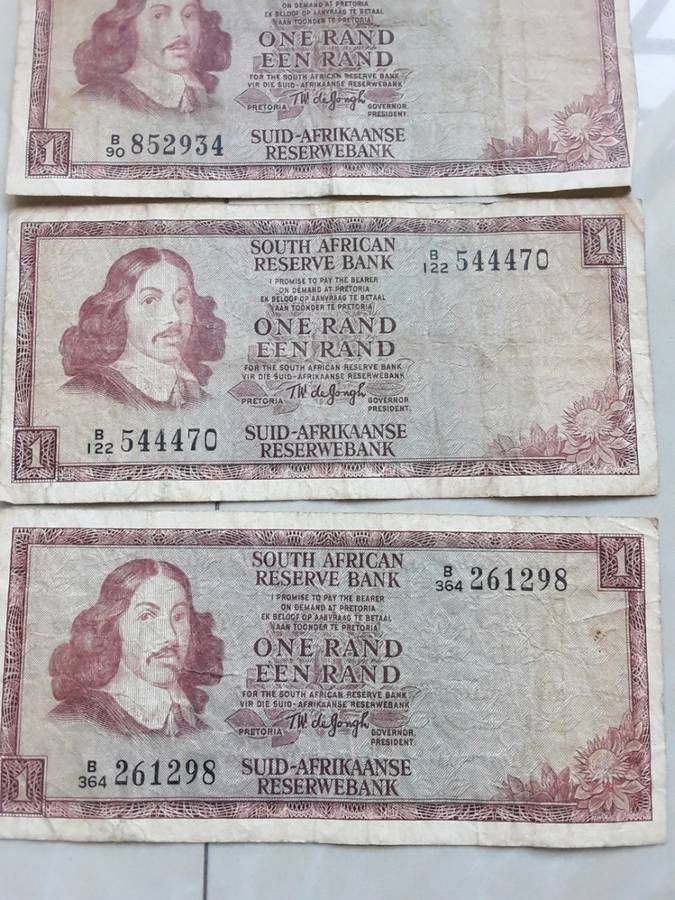 ON DEMAND AT PRETORIA
EK BELOOF OP AANVRAAG TE BETAAL
AAN TOONDER TE PRETORIA
ONE RAND
EEN RAND
FOR THE SOUTH AFRICAN RESERVE BANK
VIR DIE SUID-AFRIKAANSE RESERWEBANK
TW de Jongh
PRETORIA GOVERNOR.
PRESIDENT.
1 B/90 852934 SUID-AFRIKAANSE
RESERWEBANK
SOUTH AFRICAN
RESERVE BANK B/122 544470 1
I PROMISE TO PAY THE BEARER
ON DEMAND AT PRETORIA
EK BELOOF OP AANVRAAG TE BETAAL
AAN TOONDER TE PRETORIA
ONE RAND
EEN RAND
FOR THE SOUTH AFRICAN RESERVE BANK
VIR DIE SUID-AFRIKAANSE RESERWEBANK
TW de Jongh
PRETORIA GOVERNOR
PRESIDENT.
1 B/122 544470 SUID-AFRIKAANSE
RESERWEBANK
SOUTH AFRICAN
RESERVE BANK B/364 261298 1
I PROMISE TO PAY THE BEARER
ON DEMAND AT PRETORIA
EK BELOOF OP AANVRAAG TE BETAAL
AAN TOONDER TE PRETORIA
ONE RAND
EEN RAND
FOR THE SOUTH AFRICAN RESERVE BANK
VIR DIE SUID-AFRIKAANSE RESERWEBANK
TW de Jongh
PRETORIA GOVERNOR.
PRESIDENT.
1 B/364 261298 SUID-AFRIKAANSE
RESERWEBANK